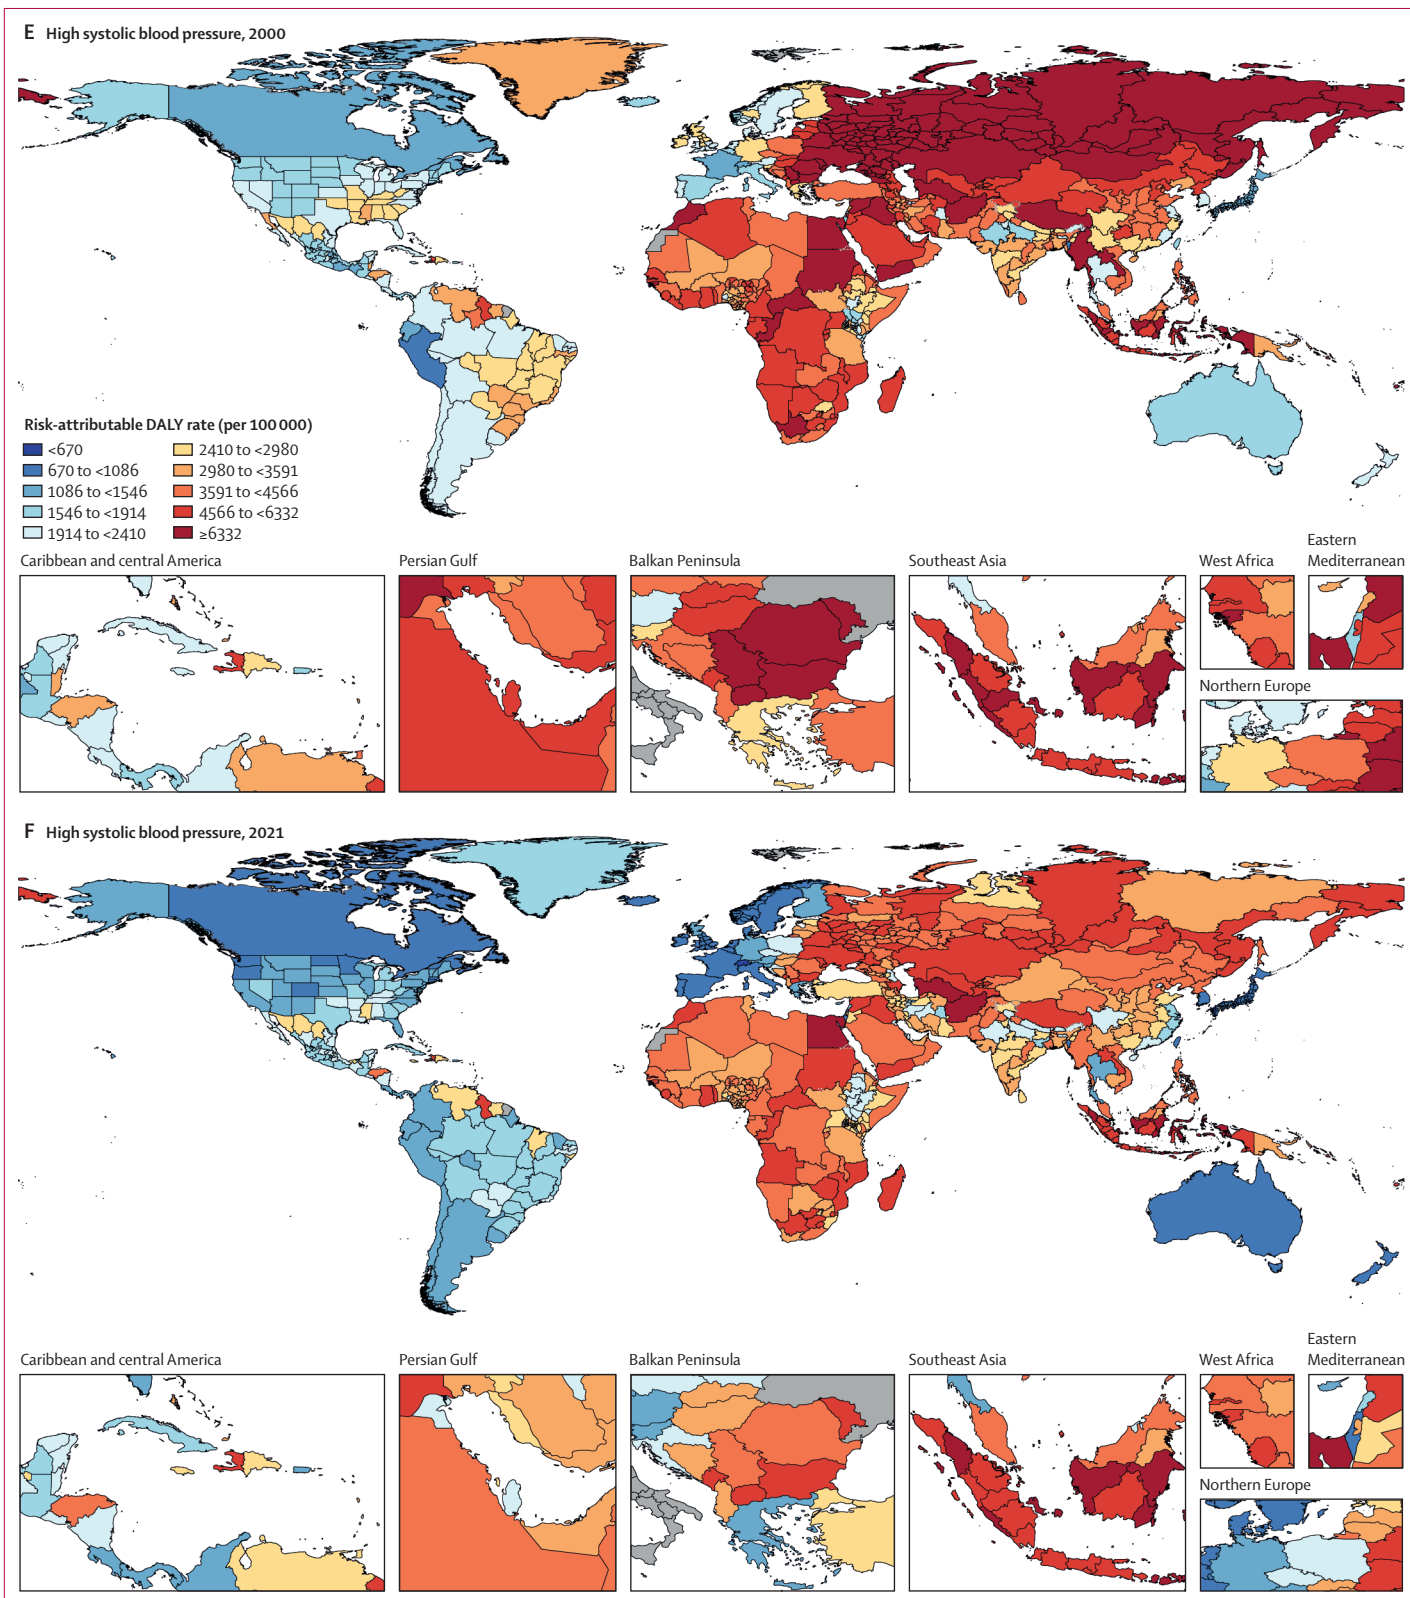 E High systolic blood pressure, 2000
Risk-attributable DALY rate (per 100 000)
<670
670 to <1086
1086 to <1546
1546 to <1914
1914 to <2410
2410 to <2980
2980 to <3591
3591 to <4566
4566 to <6332
≥6332
Caribbean and central America
Persian Gulf
Balkan Peninsula
Southeast Asia
West Africa
Eastern
Mediterranean
Northern Europe
F High systolic blood pressure, 2021
Caribbean and central America
Persian Gulf
Balkan Peninsula
Southeast Asia
West Africa
Eastern
Mediterranean
Northern Europe